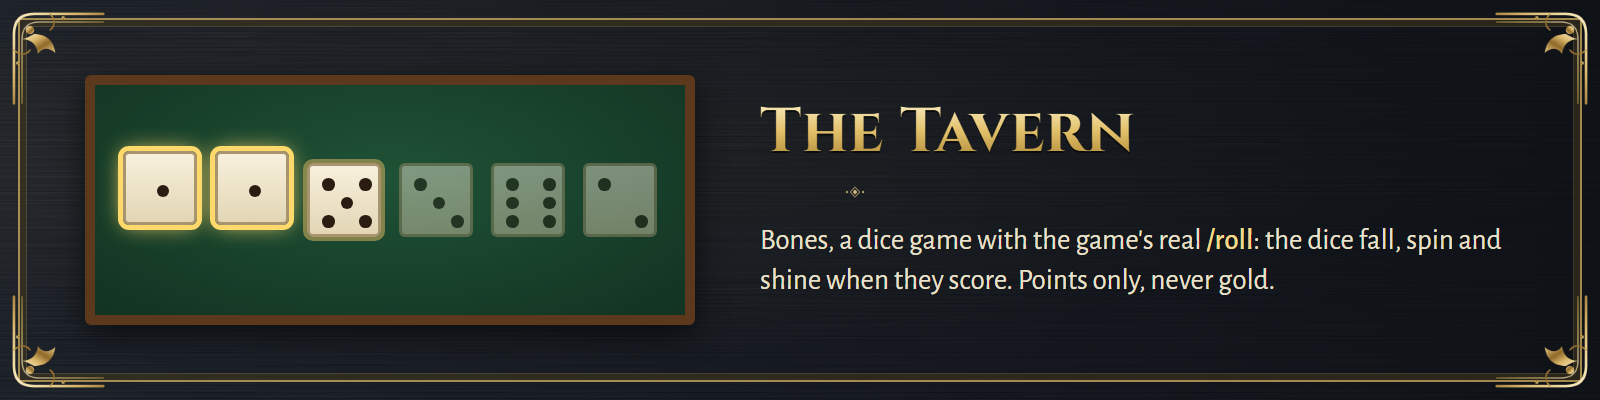 The Tavern
Bones, a dice game with the game's real /roll: the dice fall, spin and
shine when they score. Points only, never gold.